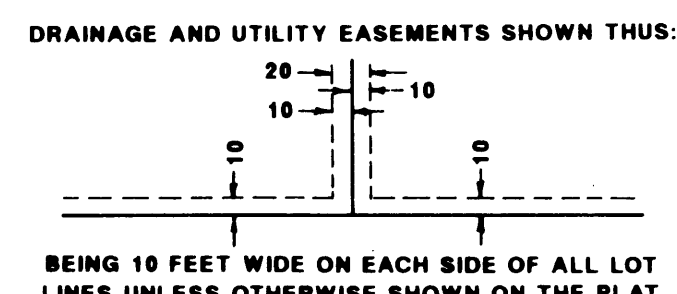 DRAINAGE AND UTILITY EASEMENTS SHOWN THUS:
20
10
10
10
10
BEING 10 FEET WIDE ON EACH SIDE OF ALL LOT
LINES UNLESS OTHERWISE SHOWN ON THE PLAT